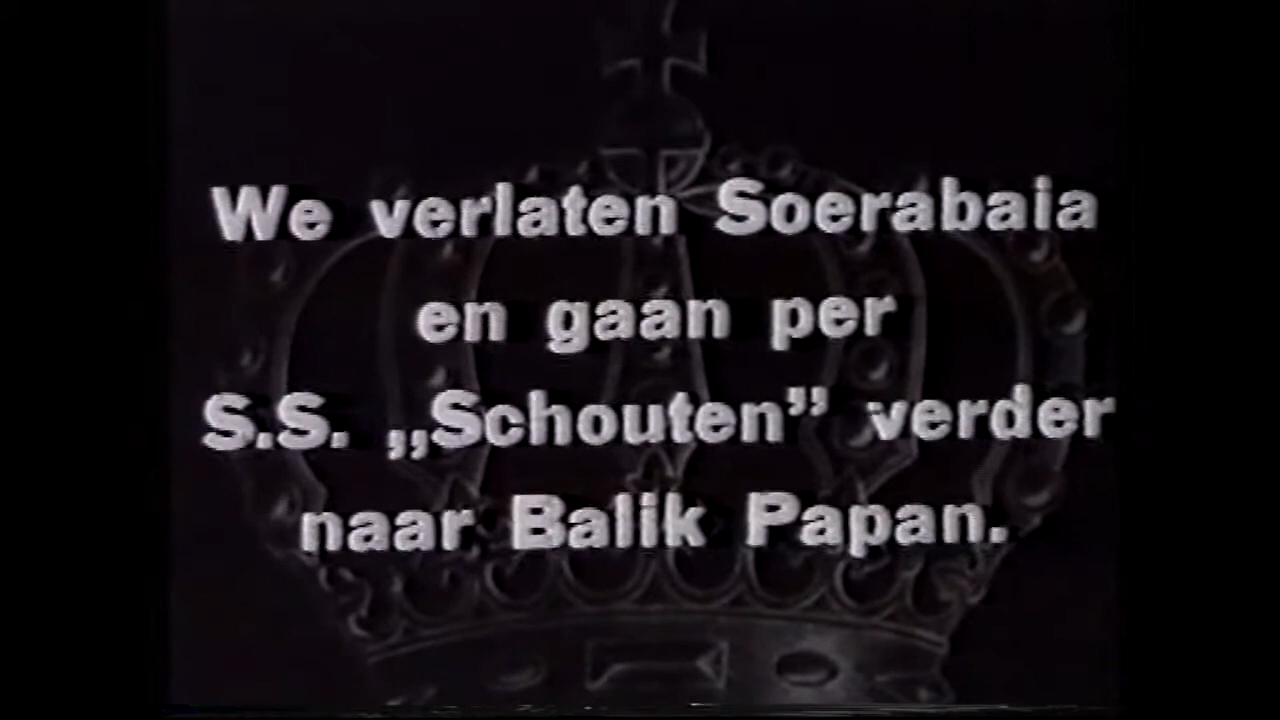 We verlaten Soerabaia
en gaan per
S.S. „Schouten” verder
naar Balik Papan.